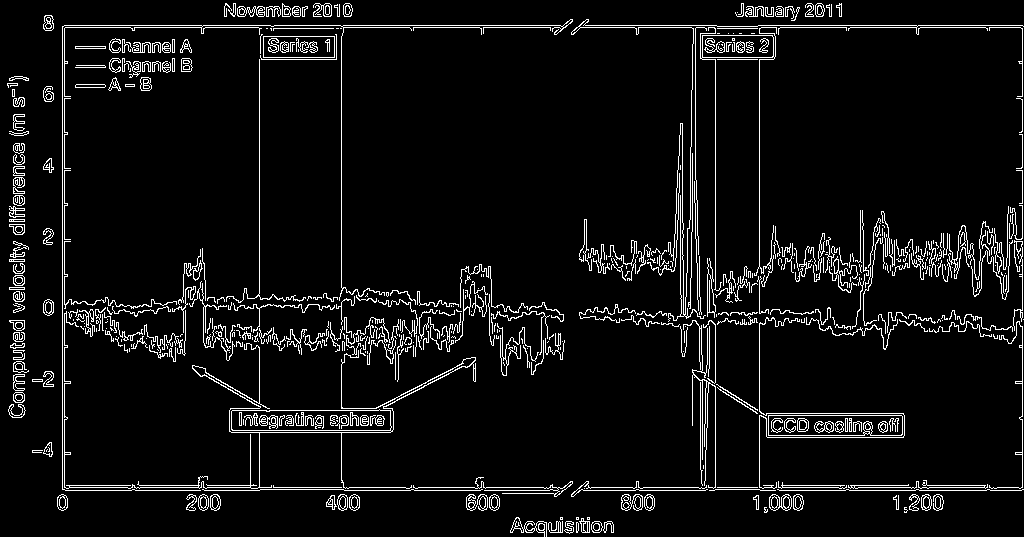 November 2010
January 2011
8
6
4
2
0
−2
−4
Computed velocity difference (m s⁻¹)
Channel A
Channel B
A – B
Series 1
Series 2
Integrating sphere
CCD cooling off
0
200
400
600
800
1,000
1,200
Acquisition